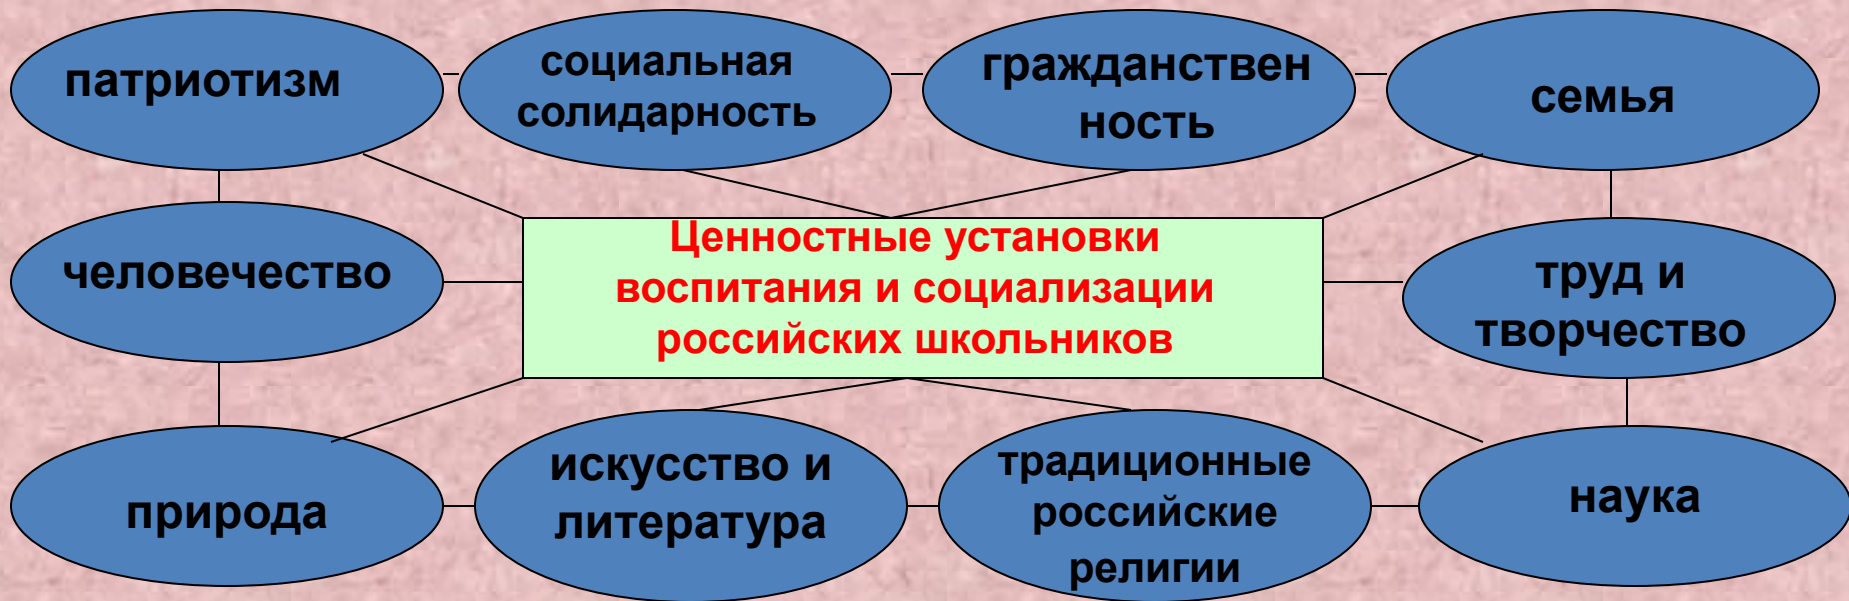 патриотизм
социальная
солидарность
гражданствен
ность
семья
человечество
Ценностные установки
воспитания и социализации
российских школьников
труд и
творчество
природа
искусство и
литература
традиционные
российские
религии
наука